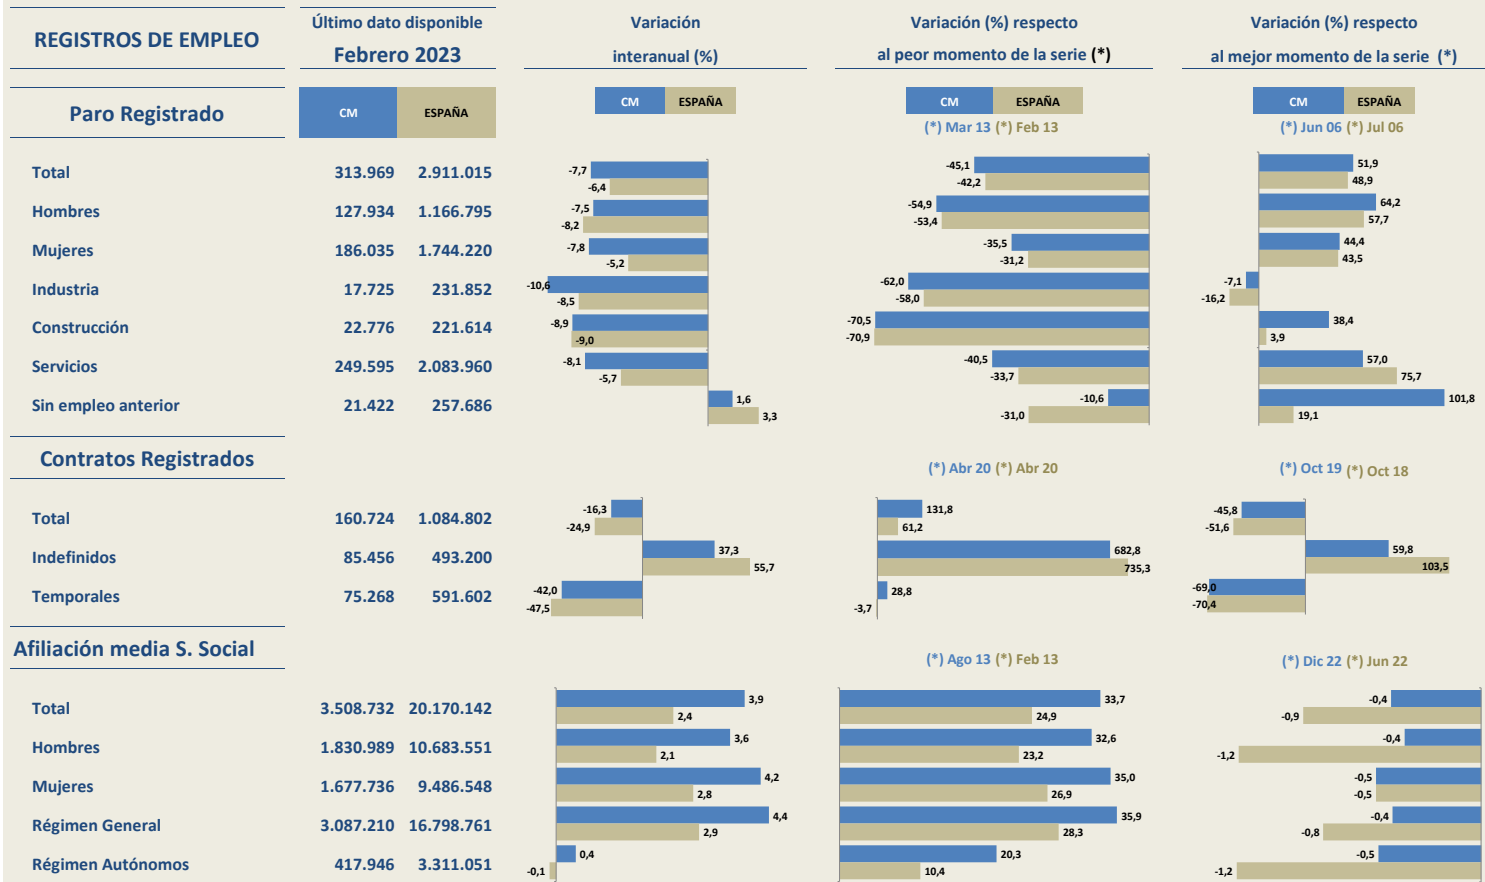 REGISTROS DE EMPLEO
Último dato disponible
Febrero 2023
Variación
interanual (%)
Variación (%) respecto
al peor momento de la serie (*)
Variación (%) respecto
al mejor momento de la serie (*)
Paro Registrado
CM ESPAÑA
CM ESPAÑA
CM ESPAÑA
(*) Mar 13 (*) Feb 13
CM ESPAÑA
(*) Jun 06 (*) Jul 06
Total 313.969 2.911.015 -7,7 -6,4 -45,1 -42,2 51,9 48,9
Hombres 127.934 1.166.795 -7,5 -8,2 -54,9 -53,4 64,2 57,7
Mujeres 186.035 1.744.220 -7,8 -5,2 -35,5 -31,2 44,4 43,5
Industria 17.725 231.852 -10,6 -8,5 -62,0 -58,0 -7,1 -16,2
Construcción 22.776 221.614 -8,9 -9,0 -70,5 -70,9 38,4 3,9
Servicios 249.595 2.083.960 -8,1 -5,7 -40,5 -33,7 57,0 75,7
Sin empleo anterior 21.422 257.686 1,6 3,3 -10,6 -31,0 101,8 19,1
Contratos Registrados
(*) Abr 20 (*) Abr 20
(*) Oct 19 (*) Oct 18
Total 160.724 1.084.802 -16,3 -24,9 131,8 61,2 -45,8 -51,6
Indefinidos 85.456 493.200 37,3 55,7 682,8 735,3 59,8 103,5
Temporales 75.268 591.602 -42,0 -47,5 28,8 -3,7 -69,0 -70,4
Afiliación media S. Social
(*) Ago 13 (*) Feb 13
(*) Dic 22 (*) Jun 22
Total 3.508.732 20.170.142 3,9 2,4 33,7 24,9 -0,4 -0,9
Hombres 1.830.989 10.683.551 3,6 2,1 32,6 23,2 -0,4 -1,2
Mujeres 1.677.736 9.486.548 4,2 2,8 35,0 26,9 -0,5 -0,5
Régimen General 3.087.210 16.798.761 4,4 2,9 35,9 28,3 -0,4 -0,8
Régimen Autónomos 417.946 3.311.051 0,4 -0,1 20,3 10,4 -0,5 -1,2